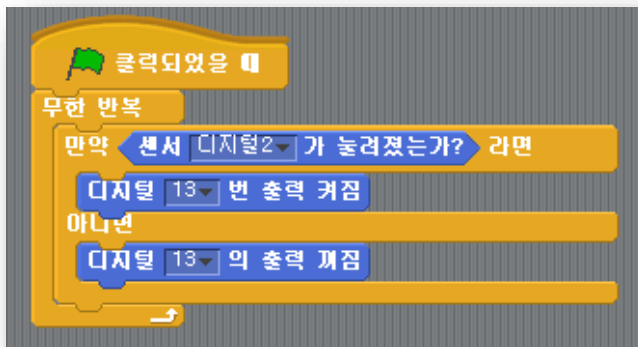 클릭되었을 때
무한 반복
만약 센서 디지털2 가 눌려졌는가? 라면
디지털 13 번 출력 켜짐
아니면
디지털 13 의 출력 꺼짐